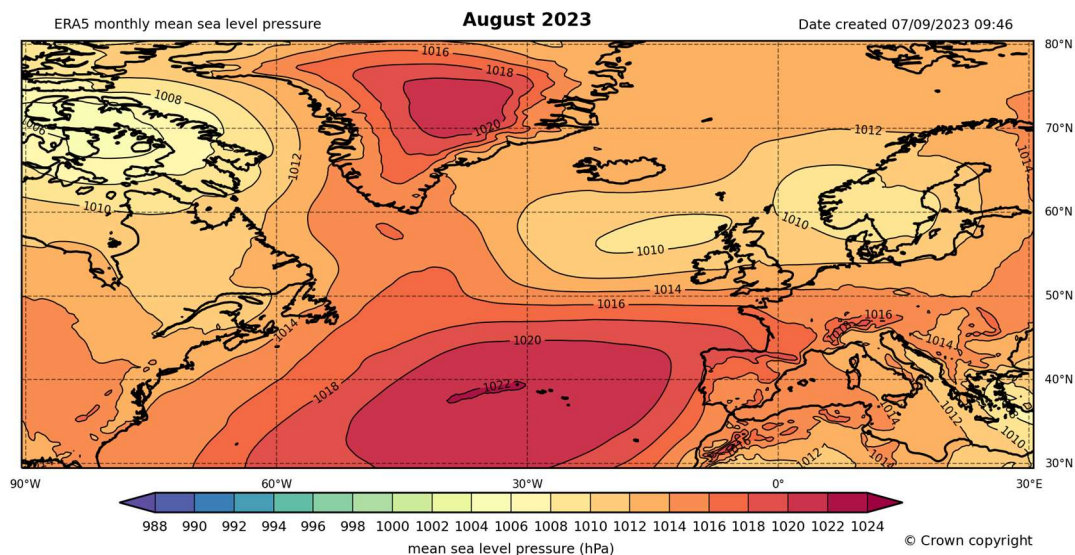 ERA5 monthly mean sea level pressure
August 2023
Date created 07/09/2023 09:46
1016
80°N
1018
1008
1006
1020
70°N
1012
1012
1014
1010
1010
60°N
1010
1014
50°N
1016
1016
1014
1020
1016
1014
1018
1022
40°N
1012
1010
1012
1014
30°N
90°W 60°W 30°W 0° 30°E
988 990 992 994 996 998 1000 1002 1004 1006 1008 1010 1012 1014 1016 1018 1020 1022 1024
mean sea level pressure (hPa)
© Crown copyright